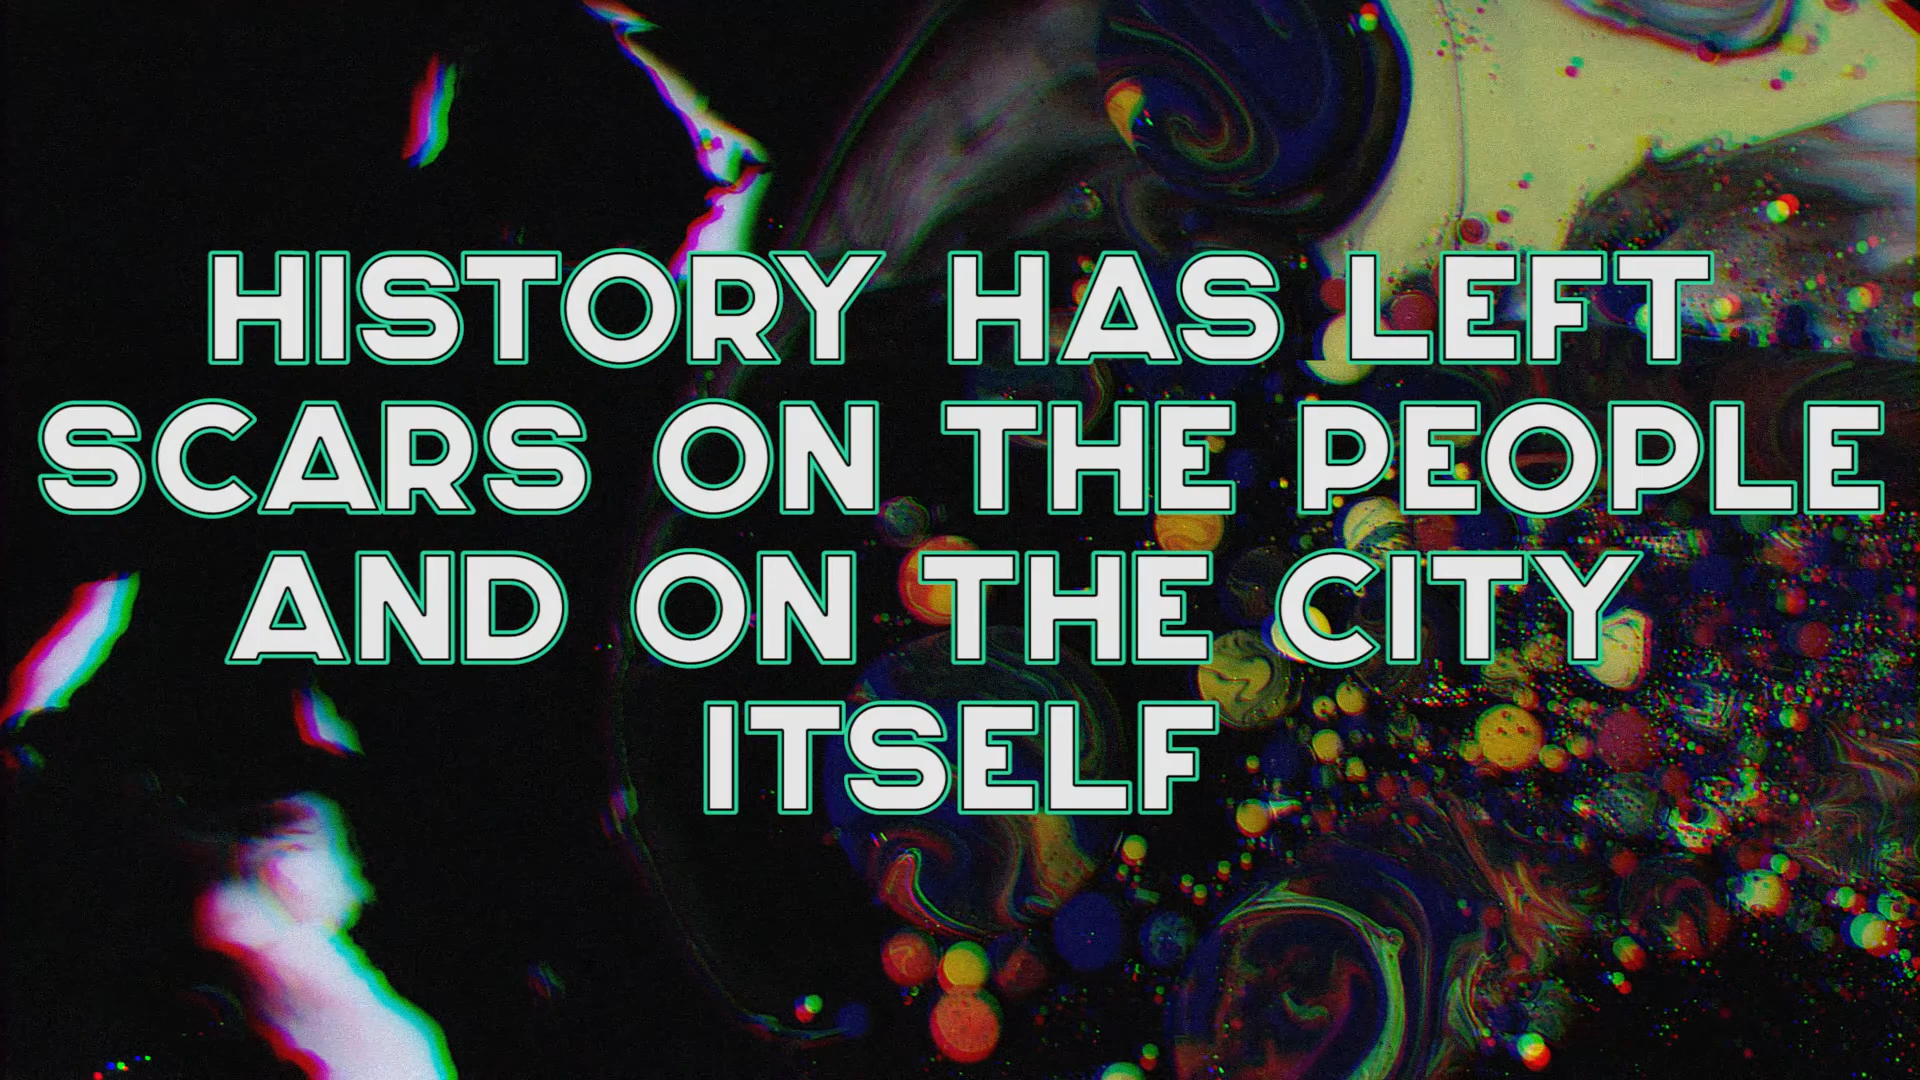 HISTORY HAS LEFT
SCARS ON THE PEOPLE
AND ON THE CITY
ITSELF